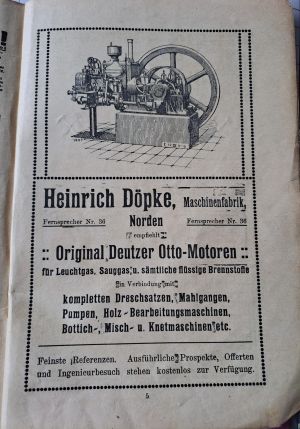 Heinrich Döpke, Maschinenfabrik,
Fernsprecher Nr. 36 Norden Fernsprecher Nr. 36
empfiehlt
:: Original Deutzer Otto-Motoren ::
für Leuchtgas, Sauggas u. sämtliche flüssige Brennstoffe
in Verbindung mit
kompletten Dreschsatzen, Mahlgangen,
Pumpen, Holz-Bearbeitungsmaschinen,
Bottich-, Misch- u. Knetmaschinen etc.
Feinste Referenzen. Ausführliche Prospekte, Offerten
und Ingenieurbesuch stehen kostenlos zur Verfügung.
5